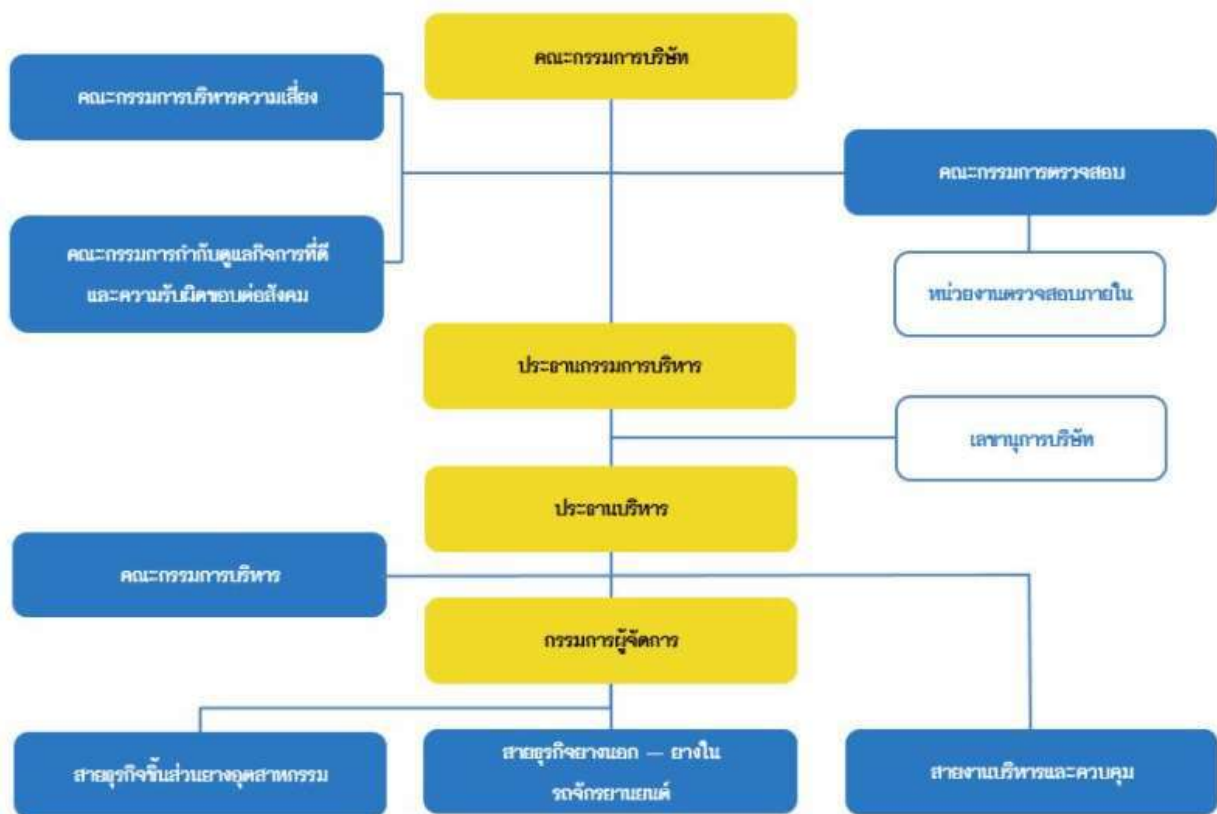 คณะกรรมการบริษัท
คณะกรรมการบริหารความเสี่ยง
คณะกรรมการตรวจสอบ
คณะกรรมการกำกับดูแลกิจการที่ดี
และความรับผิดชอบต่อสังคม
หน่วยงานตรวจสอบภายใน
ประธานกรรมการบริหาร
เลขานุการบริษัท
ประธานบริหาร
คณะกรรมการบริหาร
กรรมการผู้จัดการ
สายธุรกิจชิ้นส่วนยางอุตสาหกรรม
สายธุรกิจยางนอก – ยางใน
รถจักรยานยนต์
สายงานบริหารและควบคุม